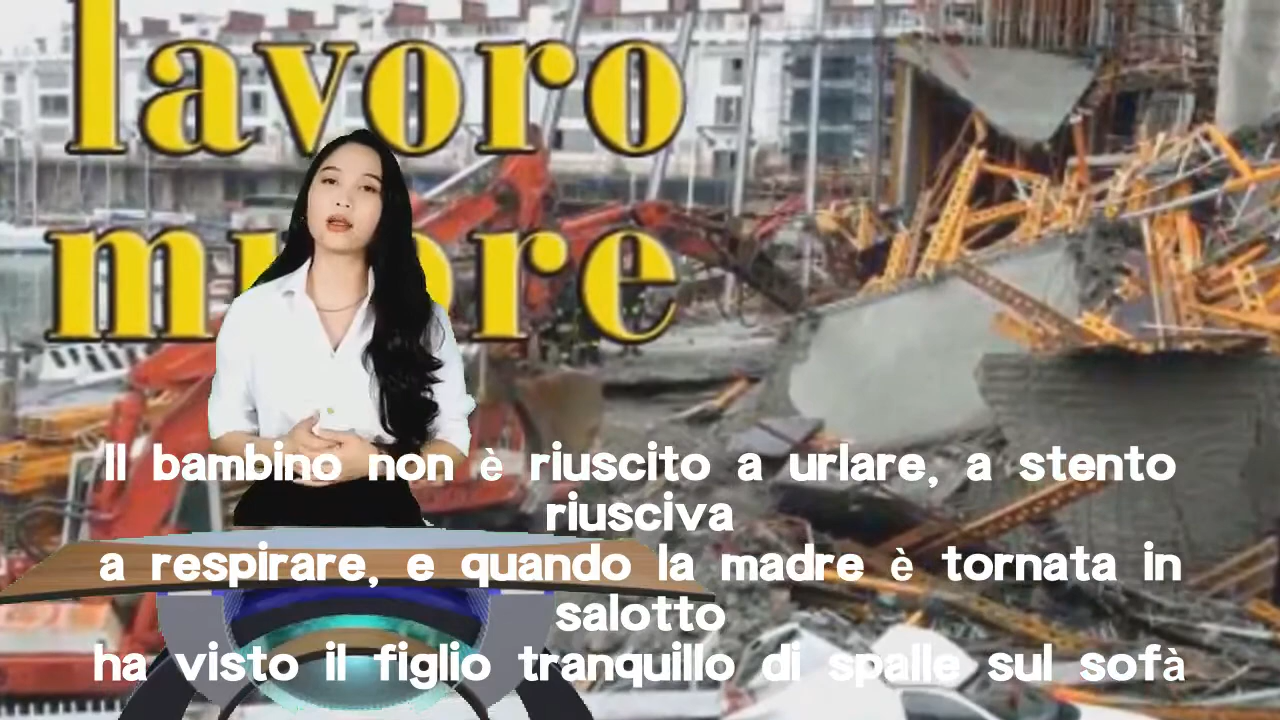 lavoro
Il bambino non è riuscito a urlare, a stento
riusciva
a respirare, e quando la madre è tornata in
salotto
ha visto il figlio tranquillo di spalle sul sofà